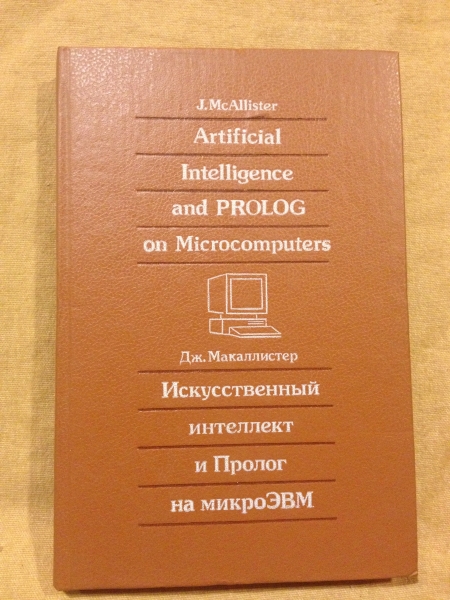 J. McAllister
Artificial
Intelligence
and PROLOG
on Microcomputers
Дж. Макаллистер
Искусственный
интеллект
и Пролог
на микроЭВМ